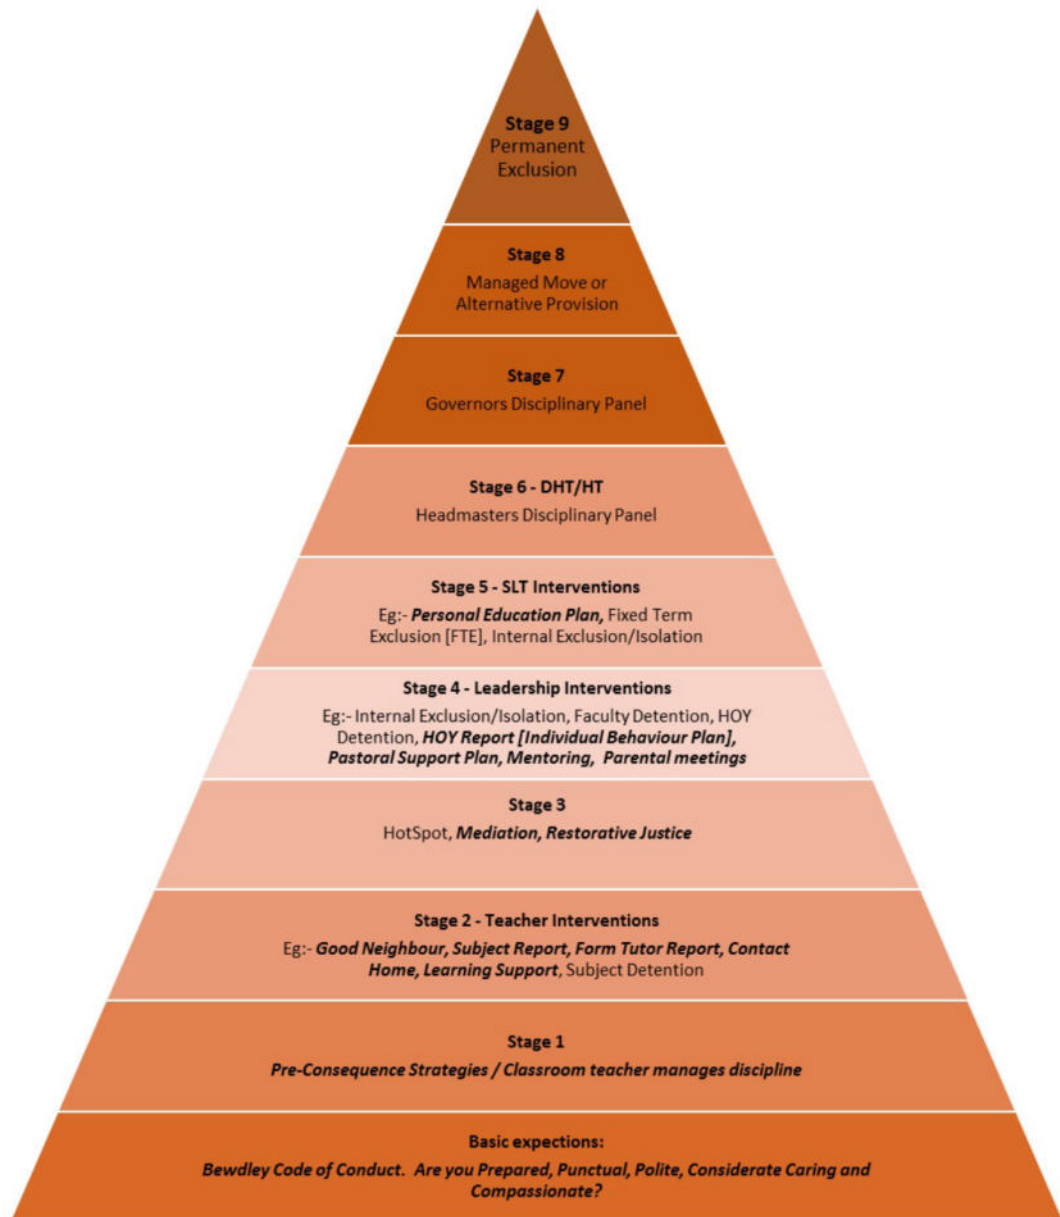 Stage 9
Permanent
Exclusion
Stage 8
Managed Move or
Alternative Provision
Stage 7
Governors Disciplinary Panel
Stage 6 - DHT/HT
Headmasters Disciplinary Panel
Stage 5 - SLT Interventions
Eg:- Personal Education Plan, Fixed Term
Exclusion [FTE], Internal Exclusion/Isolation
Stage 4 - Leadership Interventions
Eg:- Internal Exclusion/Isolation, Faculty Detention, HOY
Detention, HOY Report [Individual Behaviour Plan],
Pastoral Support Plan, Mentoring, Parental meetings
Stage 3
HotSpot, Mediation, Restorative Justice
Stage 2 - Teacher Interventions
Eg:- Good Neighbour, Subject Report, Form Tutor Report, Contact
Home, Learning Support, Subject Detention
Stage 1
Pre-Consequence Strategies / Classroom teacher manages discipline
Basic expections:
Bewdley Code of Conduct. Are you Prepared, Punctual, Polite, Considerate Caring and
Compassionate?